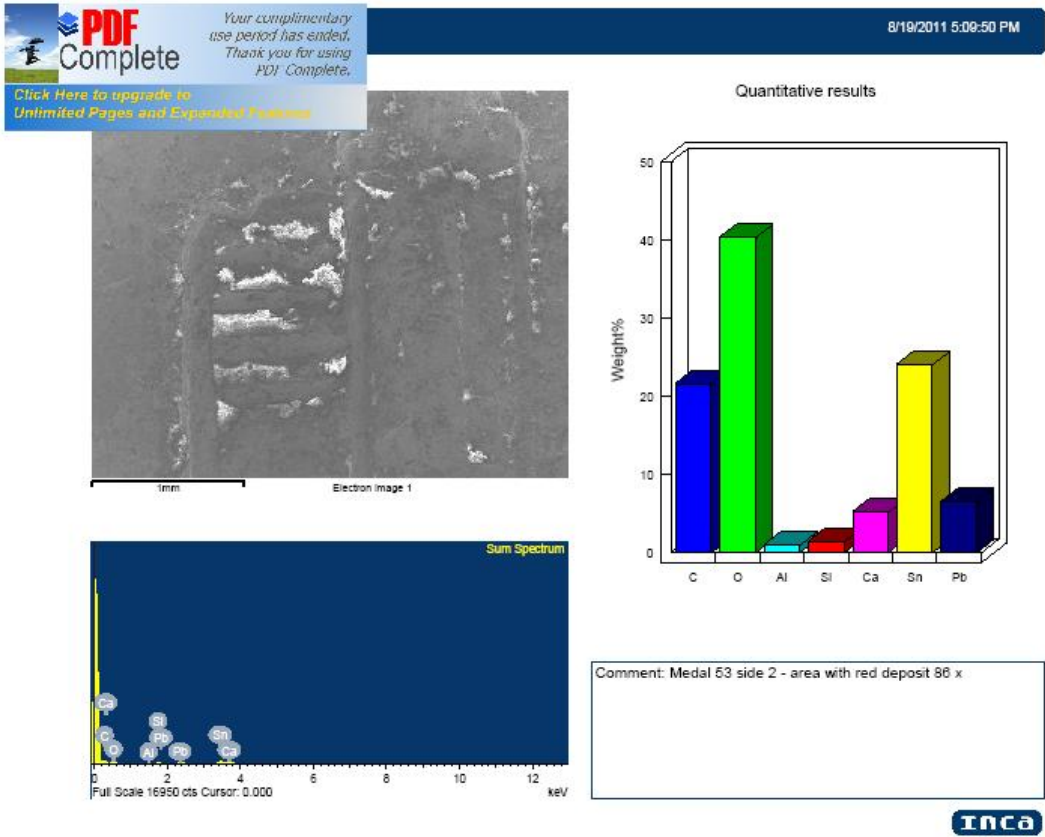 PDF
Complete
Your complimentary
use period has ended.
Thank you for using
PDF Complete.
Click Here to upgrade to
Unlimited Pages and Expanded Features
8/19/2011 5:09:50 PM
1mm
Electron Image 1
Quantitative results
Weight%
50
40
30
20
10
0
C O Al Si Ca Sn Pb
Sum Spectrum
Ca
C
O
Al
Si
Pb
Pb
Sn
Ca
0 2 4 6 8 10 12
Full Scale 16950 cts Cursor: 0.000 keV
Comment: Medal 53 side 2 - area with red deposit 86 x
INCA